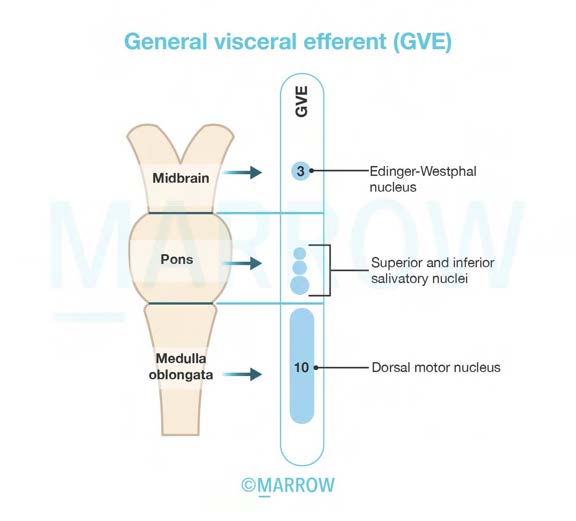 General visceral efferent (GVE)
GVE
Midbrain
3
Edinger-Westphal
nucleus
Pons
Superior and inferior
salivatory nuclei
Medulla
oblongata
10
Dorsal motor nucleus
MARROW
©MARROW